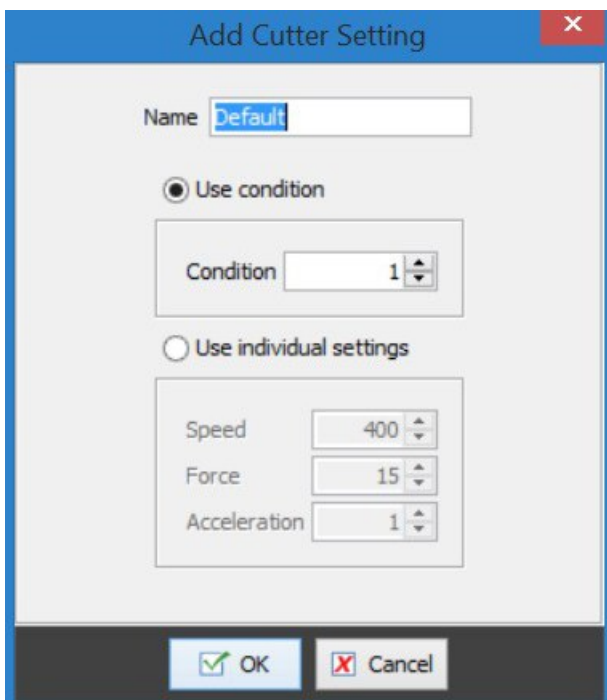 Add Cutter Setting
Name Default
Use condition
Condition 1
Use individual settings
Speed 400
Force 15
Acceleration 1
OK Cancel